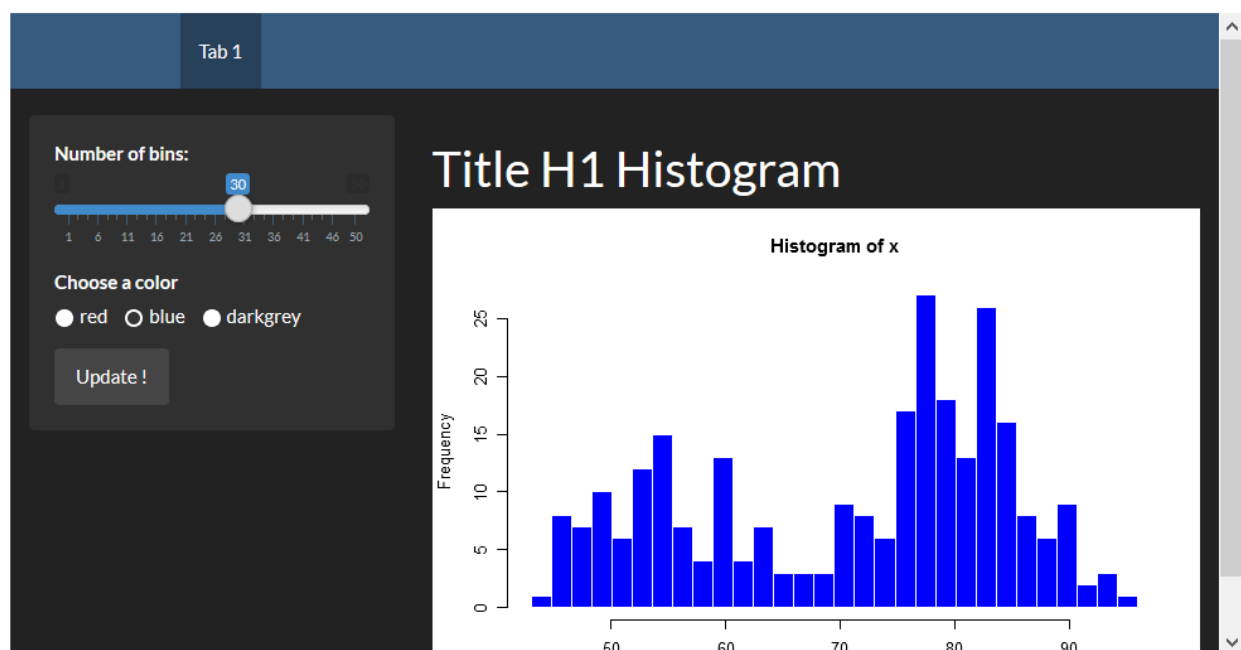 Tab 1
Number of bins:
1 30 50
1 6 11 16 21 26 31 36 41 46 50
Choose a color
red blue darkgrey
Update !
Title H1 Histogram
Histogram of x
Frequency
25
20
15
10
5
0
50 60 70 80 90